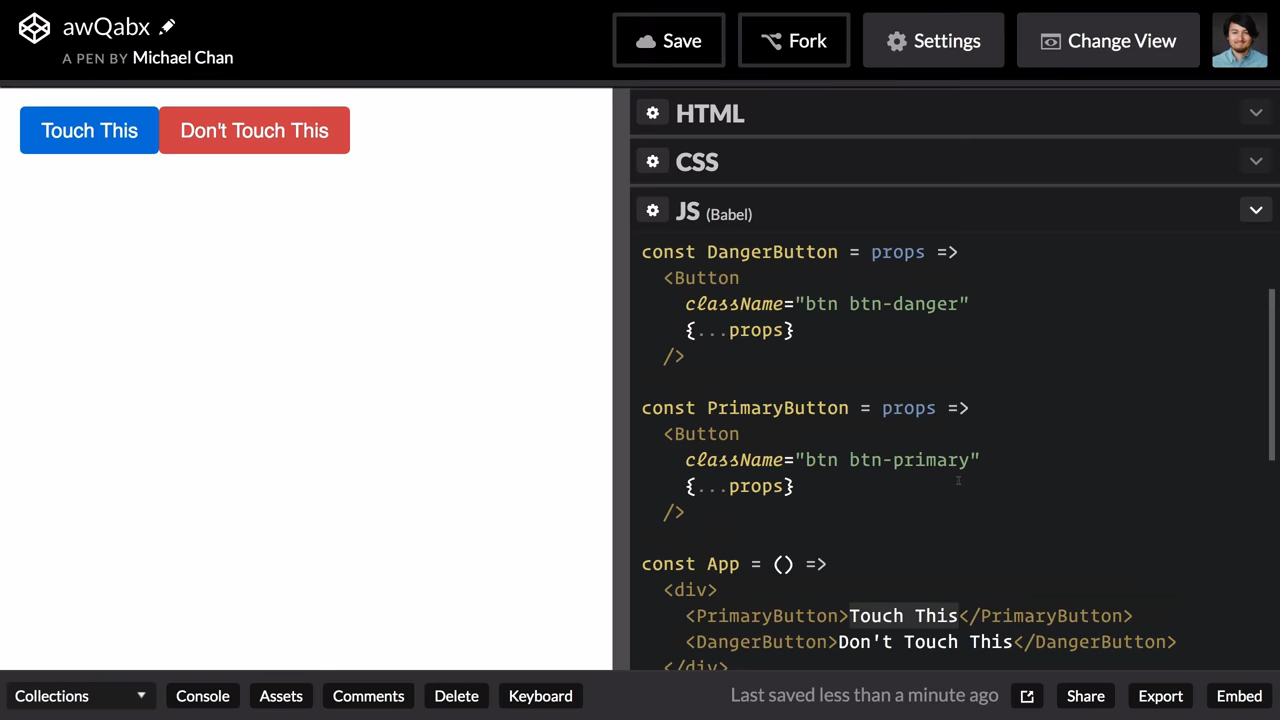 awQabx
A PEN BY Michael Chan
Save
Fork
Settings
Change View
Touch This
Don't Touch This
HTML
CSS
JS (Babel)
const DangerButton = props =>
<Button
className="btn btn-danger"
{...props}
/>
const PrimaryButton = props =>
<Button
className="btn btn-primary"
{...props}
/>
const App = () =>
<div>
<PrimaryButton>Touch This</PrimaryButton>
<DangerButton>Don't Touch This</DangerButton>
</div>
Collections
Console
Assets
Comments
Delete
Keyboard
Last saved less than a minute ago
Share
Export
Embed